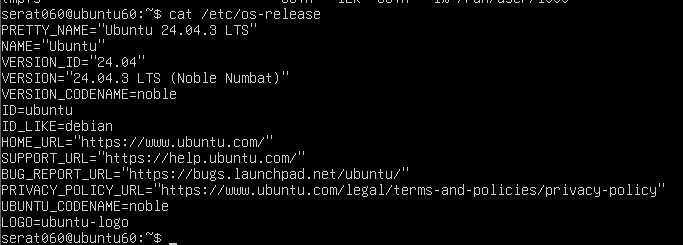 serat060@ubuntu60:~$ cat /etc/os-release
PRETTY_NAME="Ubuntu 24.04.3 LTS"
NAME="Ubuntu"
VERSION_ID="24.04"
VERSION="24.04.3 LTS (Noble Numbat)"
VERSION_CODENAME=noble
ID=ubuntu
ID_LIKE=debian
HOME_URL="https://www.ubuntu.com/"
SUPPORT_URL="https://help.ubuntu.com/"
BUG_REPORT_URL="https://bugs.launchpad.net/ubuntu/"
PRIVACY_POLICY_URL="https://www.ubuntu.com/legal/terms-and-policies/privacy-policy"
UBUNTU_CODENAME=noble
LOGO=ubuntu-logo
serat060@ubuntu60:~$